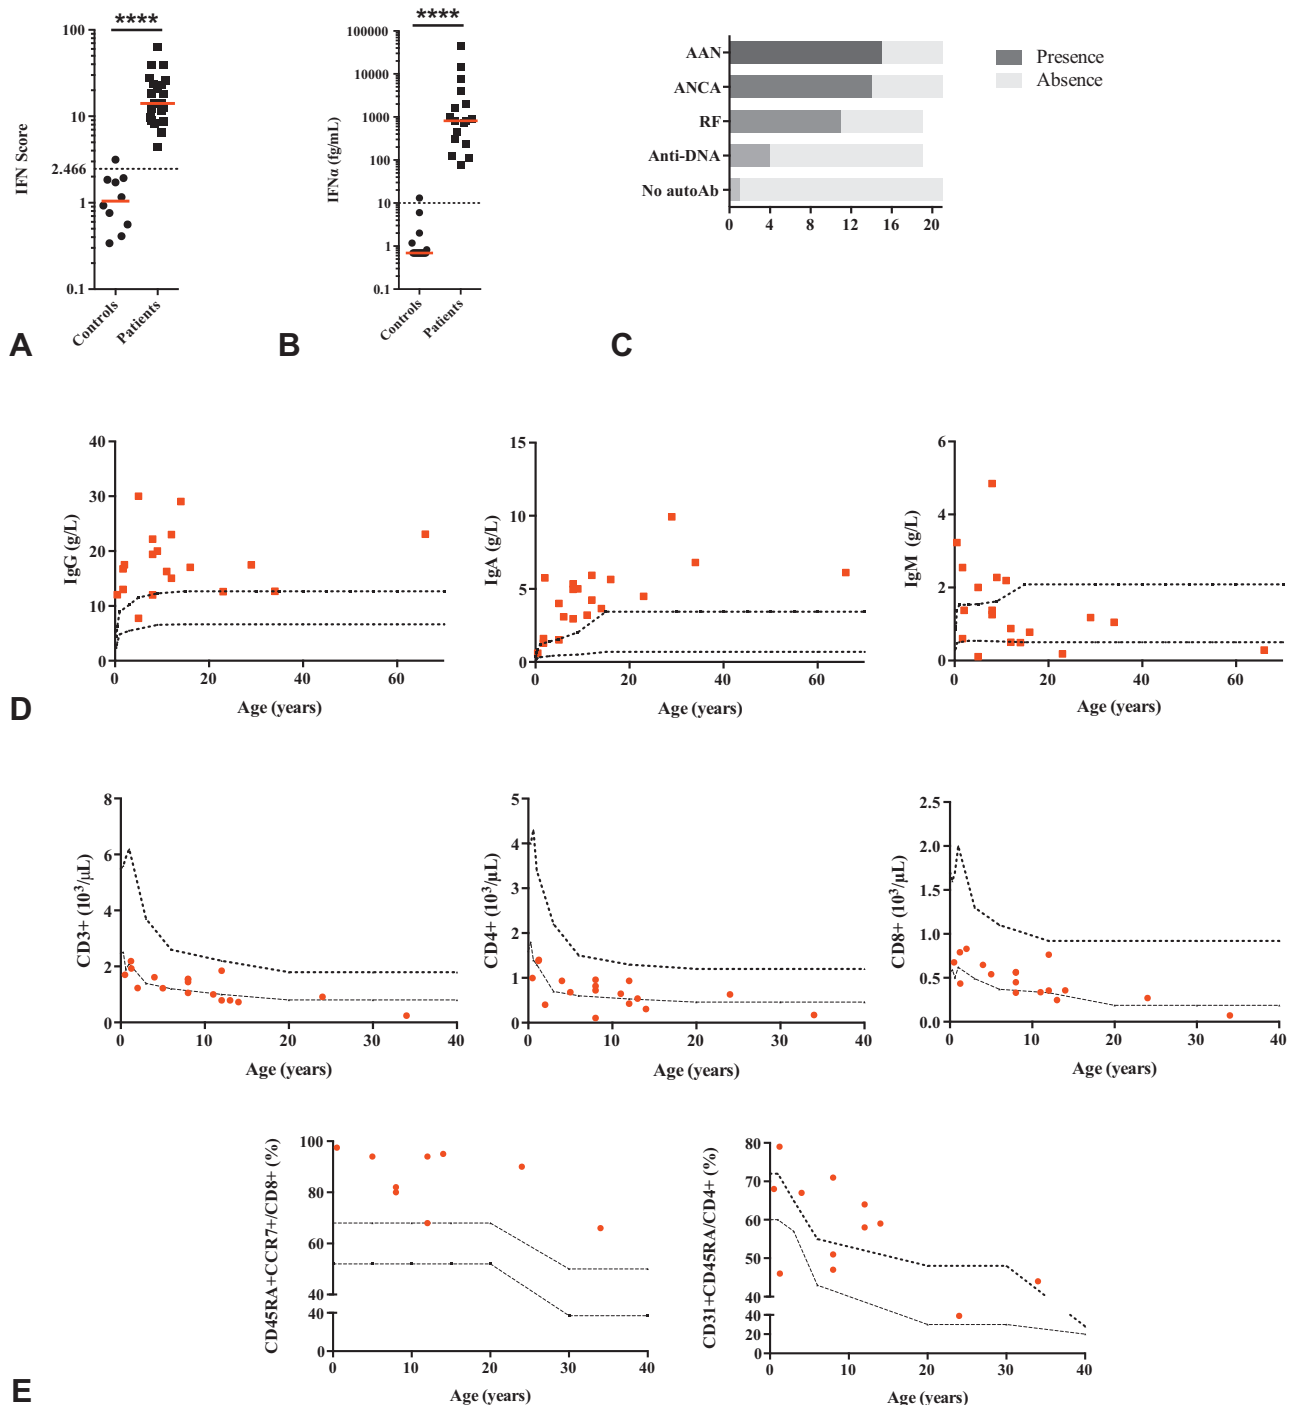 ****
100
10
2.466
1
0.1
IFN Score
Controls
Patients
A
****
100000
10000
1000
100
10
1
0.1
IFNα (fg/mL)
Controls
Patients
B
AAN
ANCA
RF
Anti-DNA
No autoAb
0 4 8 12 16 20
Presence
Absence
C
40
30
20
10
0
IgG (g/L)
0 20 40 60
Age (years)
15
10
5
0
IgA (g/L)
0 20 40 60
Age (years)
6
4
2
0
IgM (g/L)
0 20 40 60
Age (years)
D
8
6
4
2
0
CD3+ (10³/µL)
0 10 20 30 40
Age (years)
5
4
3
2
1
0
CD4+ (10³/µL)
0 10 20 30 40
Age (years)
2.5
2.0
1.5
1.0
0.5
0.0
CD8+ (10³/µL)
0 10 20 30 40
Age (years)
100
80
60
40
40
0
CD45RA+CCR7+/CD8+ (%)
0 10 20 30 40
Age (years)
80
70
60
50
40
40
20
0
CD31+CD45RA/CD4+ (%)
0 10 20 30 40
Age (years)
E